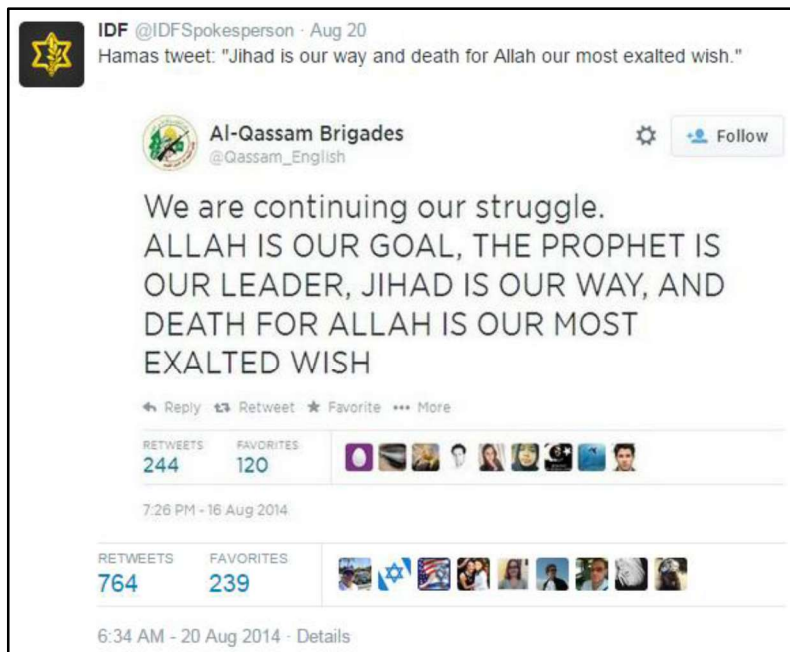 IDF @IDFSpokesperson · Aug 20
Hamas tweet: "Jihad is our way and death for Allah our most exalted wish."
Al-Qassam Brigades
Follow
@Qassam_English
We are continuing our struggle.
ALLAH IS OUR GOAL, THE PROPHET IS
OUR LEADER, JIHAD IS OUR WAY, AND
DEATH FOR ALLAH IS OUR MOST
EXALTED WISH
Reply Retweet Favorite More
RETWEETS FAVORITES
244 120
7:26 PM - 16 Aug 2014
RETWEETS FAVORITES
764 239
6:34 AM - 20 Aug 2014 · Details